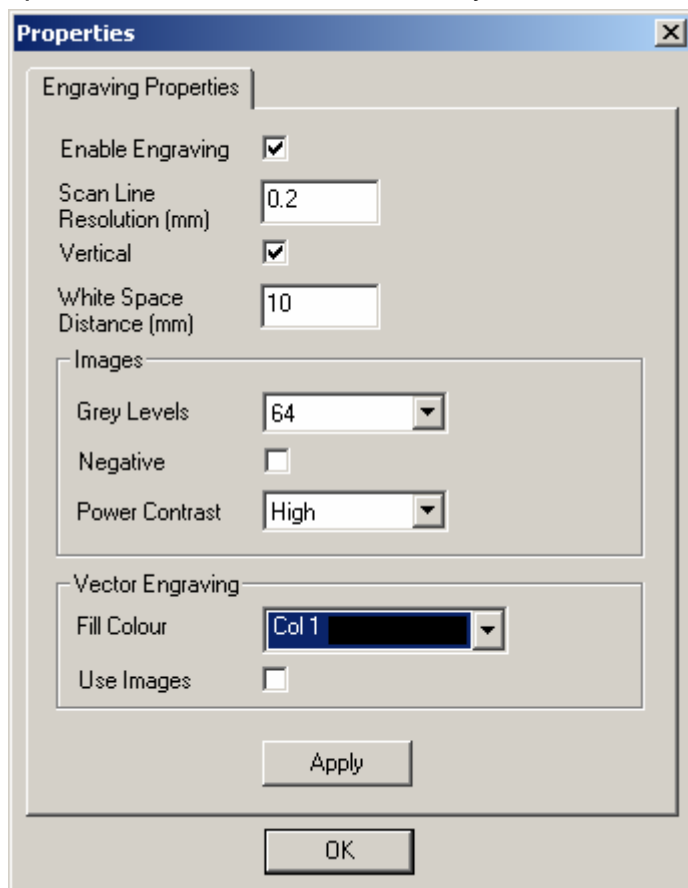 Properties
Engraving Properties
Enable Engraving
Scan Line
Resolution (mm)
0.2
Vertical
White Space
Distance (mm)
10
Images
Grey Levels
64
Negative
Power Contrast
High
Vector Engraving
Fill Colour
Col 1
Use Images
Apply
OK